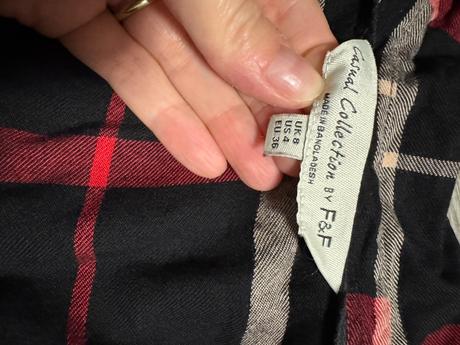 Casual Collection BY F&F
MADE IN BANGLADESH
UK 8
US 4
EU 36